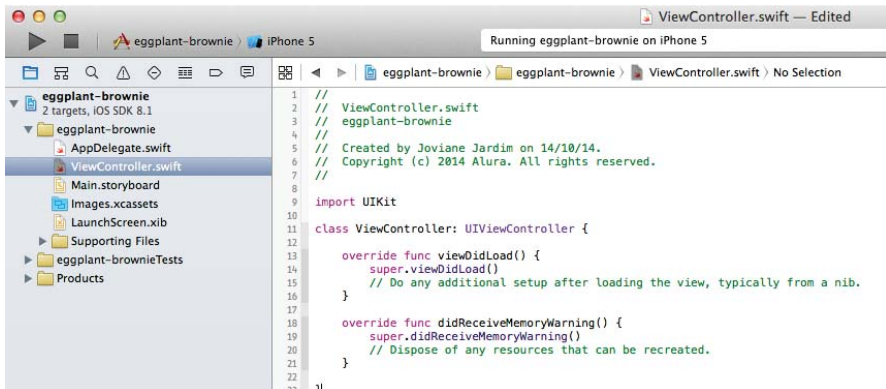 ViewController.swift — Edited
eggplant-brownie 〉 iPhone 5
Running eggplant-brownie on iPhone 5
eggplant-brownie 〉 eggplant-brownie 〉 ViewController.swift 〉 No Selection
eggplant-brownie
2 targets, iOS SDK 8.1
eggplant-brownie
AppDelegate.swift
ViewController.swift
Main.storyboard
Images.xcassets
LaunchScreen.xib
Supporting Files
eggplant-brownieTests
Products
1 //
2 //  ViewController.swift
3 //  eggplant-brownie
4 //
5 //  Created by Joviane Jardim on 14/10/14.
6 //  Copyright (c) 2014 Alura. All rights reserved.
7 //
8
9 import UIKit
10
11 class ViewController: UIViewController {
12
13     override func viewDidLoad() {
14         super.viewDidLoad()
15         // Do any additional setup after loading the view, typically from a nib.
16     }
17
18     override func didReceiveMemoryWarning() {
19         super.didReceiveMemoryWarning()
20         // Dispose of any resources that can be recreated.
21     }
22